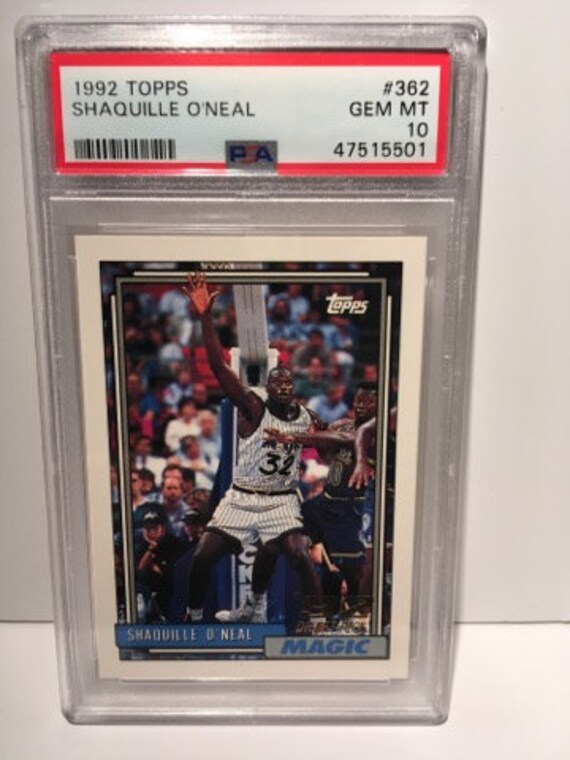 1992 TOPPS #362
SHAQUILLE O'NEAL GEM MT
10
PSA 47515501
Topps
32
SHAQUILLE O'NEAL
MAGIC